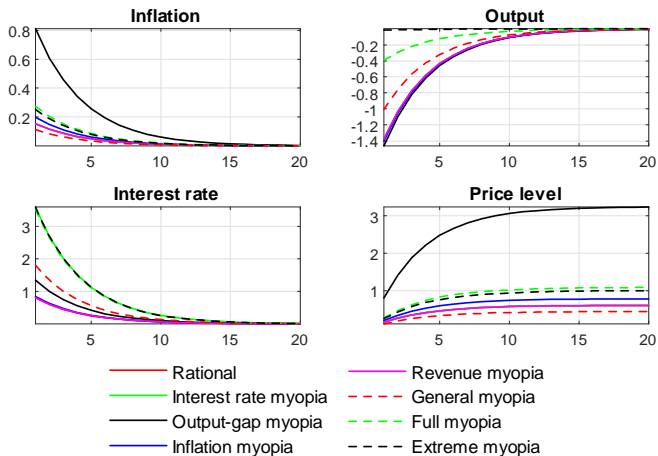 Inflation
Output
0.8
0.6
0.4
0.2
5 10 15 20
-0.2
-0.4
-0.6
-0.8
-1
-1.2
-1.4
5 10 15 20
Interest rate
Price level
3
2
1
5 10 15 20
3
2
1
5 10 15 20
Rational
Interest rate myopia
Output-gap myopia
Inflation myopia
Revenue myopia
General myopia
Full myopia
Extreme myopia